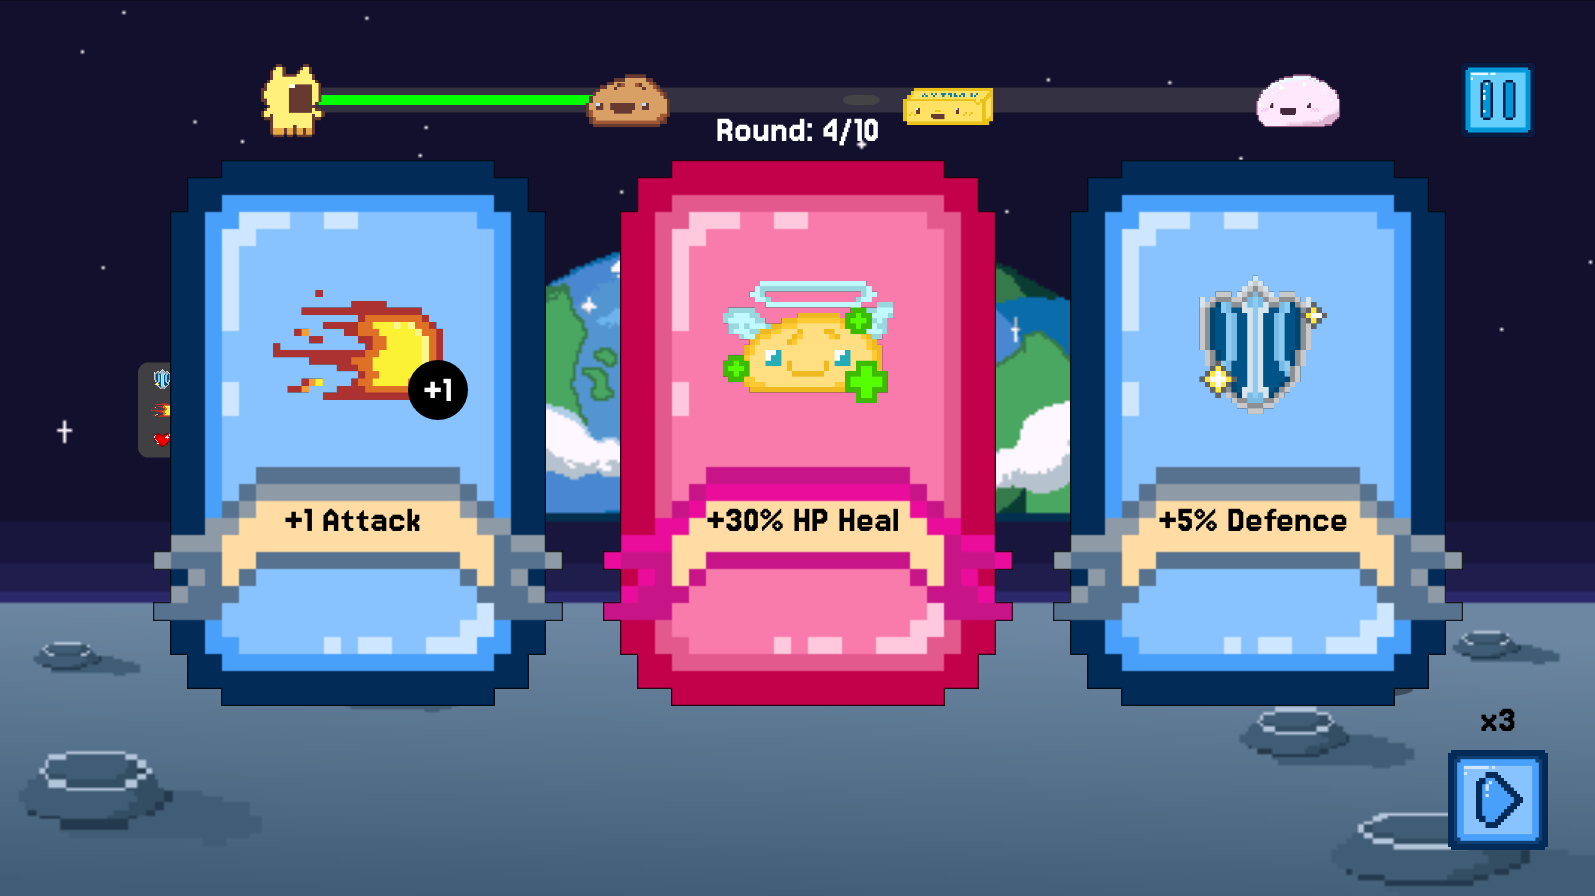 Round: 4/10
+1
+1 Attack
+30% HP Heal
+5% Defence
x3